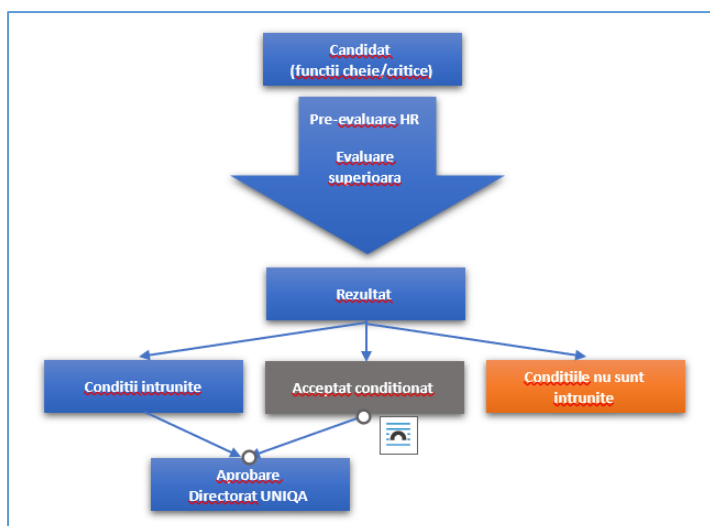 Candidat
(functii cheie/critice)
Pre-evaluare HR
Evaluare
superioara
Rezultat
Conditii intrunite
Acceptat conditionat
Conditiile nu sunt
intrunite
Aprobare
Directorat UNIQA